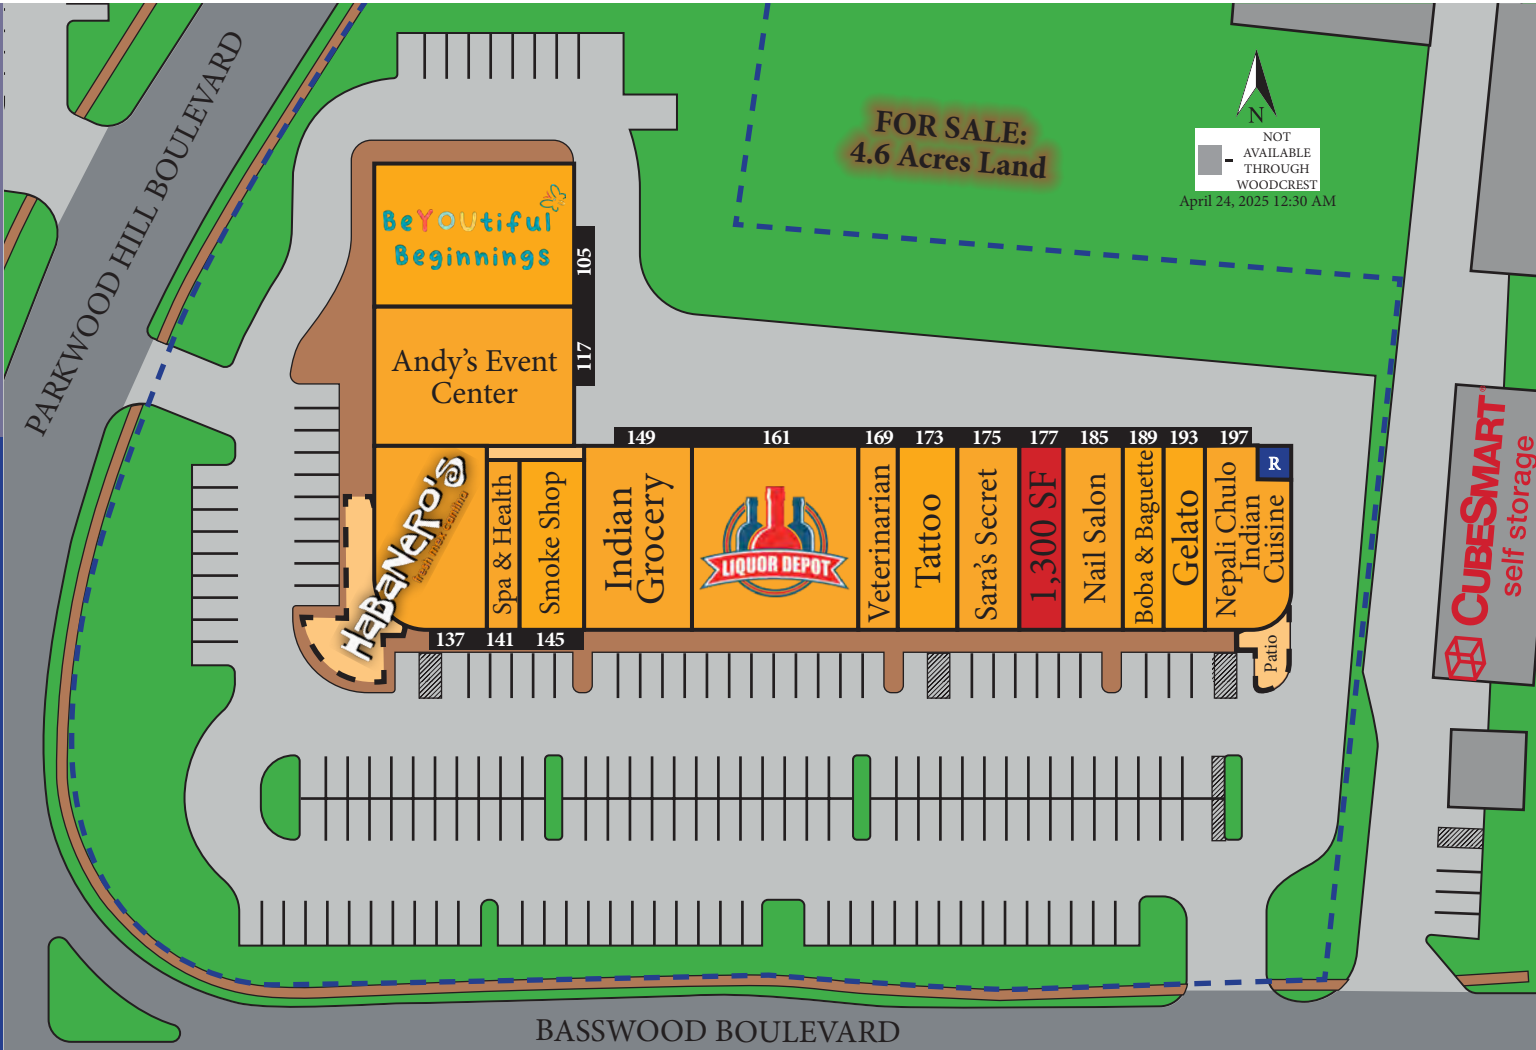 PARKWOOD HILL BOULEVARD
FOR SALE:
4.6 Acres Land
N
NOT
AVAILABLE
THROUGH
WOODCREST
April 24, 2025 12:30 AM
BeYOUtiful
Beginnings
105
Andy's Event
Center
117
149
161
169
173
175
177
185
189
193
197
HaBaNeRo's
fresh mex cantina
Spa & Health
Smoke Shop
Indian
Grocery
LIQUOR DEPOT
Veterinarian
Tattoo
Sara's Secret
1,300 SF
Nail Salon
Boba & Baguette
Gelato
Nepali Chulo
Indian
Cuisine
R
137
141
145
Patio
CUBESMART
self storage
BASSWOOD BOULEVARD